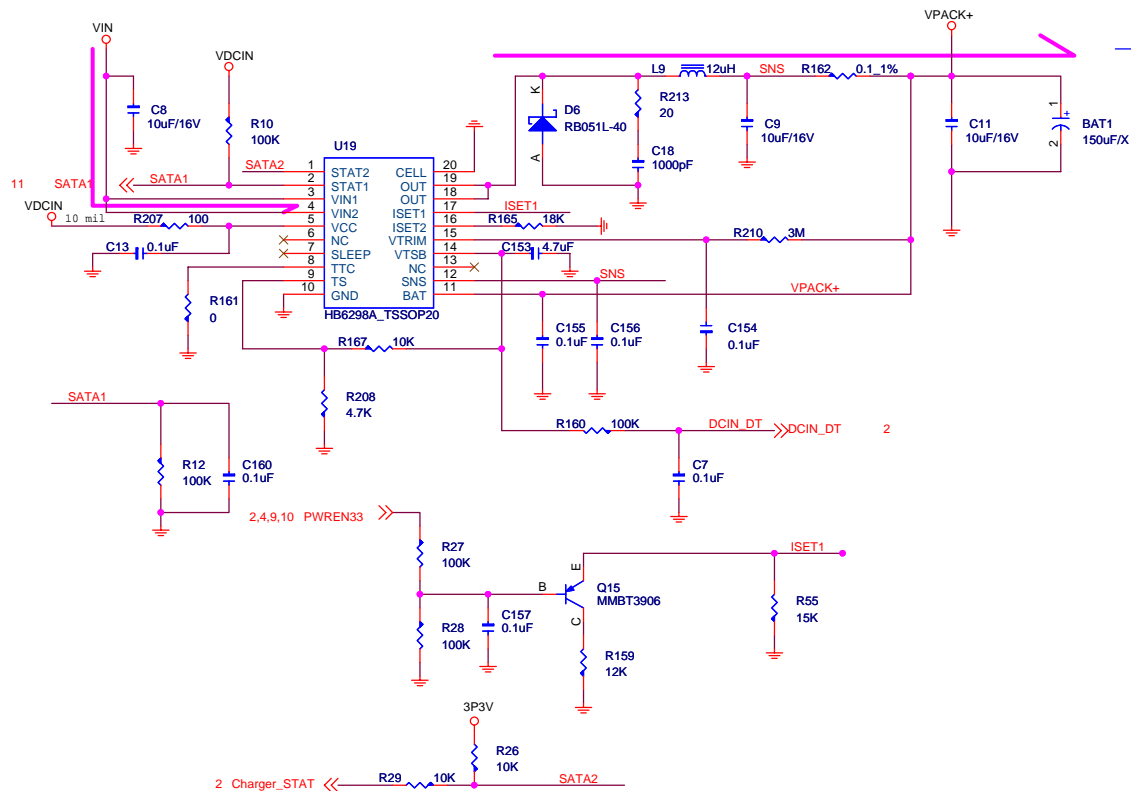 VIN
VPACK+
VDCIN
C8
10uF/16V
R10
100K
L9 12uH SNS R162 0.1_1%
D6
RB051L-40
K
A
R213
20
C18
1000pF
C9
10uF/16V
C11
10uF/16V
1
2
+
BAT1
150uF/X
U19
SATA2 1 STAT2 CELL 20
11 SATA1 SATA1 2 STAT1 OUT 19
3 VIN1 OUT 18
VDCIN 4 VIN2 ISET1 17 ISET1
10 mil R207 100 5 VCC ISET2 16 R165 18K
6 NC VTRIM 15 R210 3M
C13 0.1uF 7 SLEEP VTSB 14 C153 4.7uF
8 TTC NC 13
9 TS SNS 12 SNS
10 GND BAT 11 VPACK+
HB6298A_TSSOP20
R161
0
C155
0.1uF
C156
0.1uF
C154
0.1uF
R167 10K
R208
4.7K
SATA1
R12
100K
C160
0.1uF
R160 100K DCIN_DT DCIN_DT 2
C7
0.1uF
2,4,9,10 PWREN33
R27
100K
R28
100K
C157
0.1uF
B
E
C
Q15
MMBT3906
ISET1
R55
15K
R159
12K
3P3V
R26
10K
2 Charger_STAT R29 10K SATA2